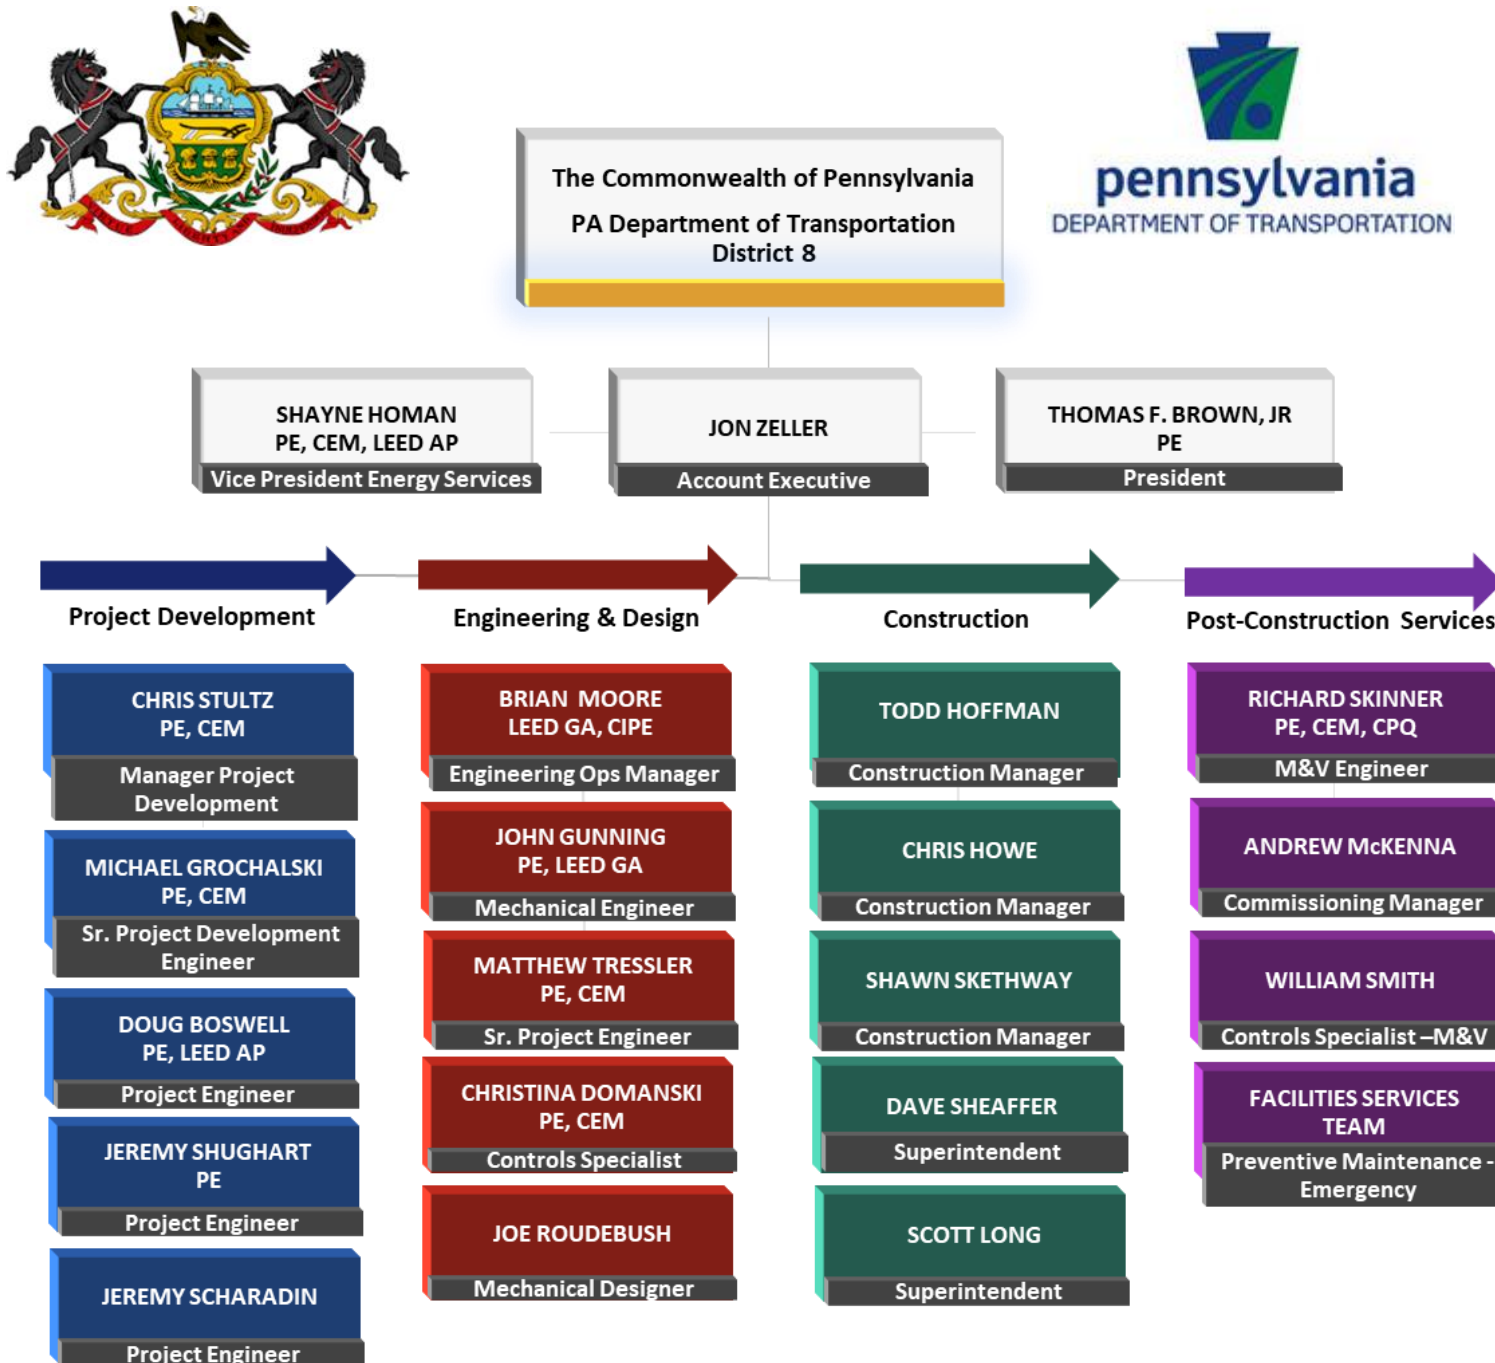 The Commonwealth of Pennsylvania
PA Department of Transportation
District 8
pennsylvania
DEPARTMENT OF TRANSPORTATION
SHAYNE HOMAN
PE, CEM, LEED AP
Vice President Energy Services
JON ZELLER
Account Executive
THOMAS F. BROWN, JR
PE
President
Project Development
CHRIS STULTZ
PE, CEM
Manager Project
Development
MICHAEL GROCHALSKI
PE, CEM
Sr. Project Development
Engineer
DOUG BOSWELL
PE, LEED AP
Project Engineer
JEREMY SHUGHART
PE
Project Engineer
JEREMY SCHARADIN
Project Engineer
Engineering & Design
BRIAN MOORE
LEED GA, CIPE
Engineering Ops Manager
JOHN GUNNING
PE, LEED GA
Mechanical Engineer
MATTHEW TRESSLER
PE, CEM
Sr. Project Engineer
CHRISTINA DOMANSKI
PE, CEM
Controls Specialist
JOE ROUDEBUSH
Mechanical Designer
Construction
TODD HOFFMAN
Construction Manager
CHRIS HOWE
Construction Manager
SHAWN SKETHWAY
Construction Manager
DAVE SHEAFFER
Superintendent
SCOTT LONG
Superintendent
Post-Construction Services
RICHARD SKINNER
PE, CEM, CPQ
M&V Engineer
ANDREW McKENNA
Commissioning Manager
WILLIAM SMITH
Controls Specialist –M&V
FACILITIES SERVICES
TEAM
Preventive Maintenance -
Emergency